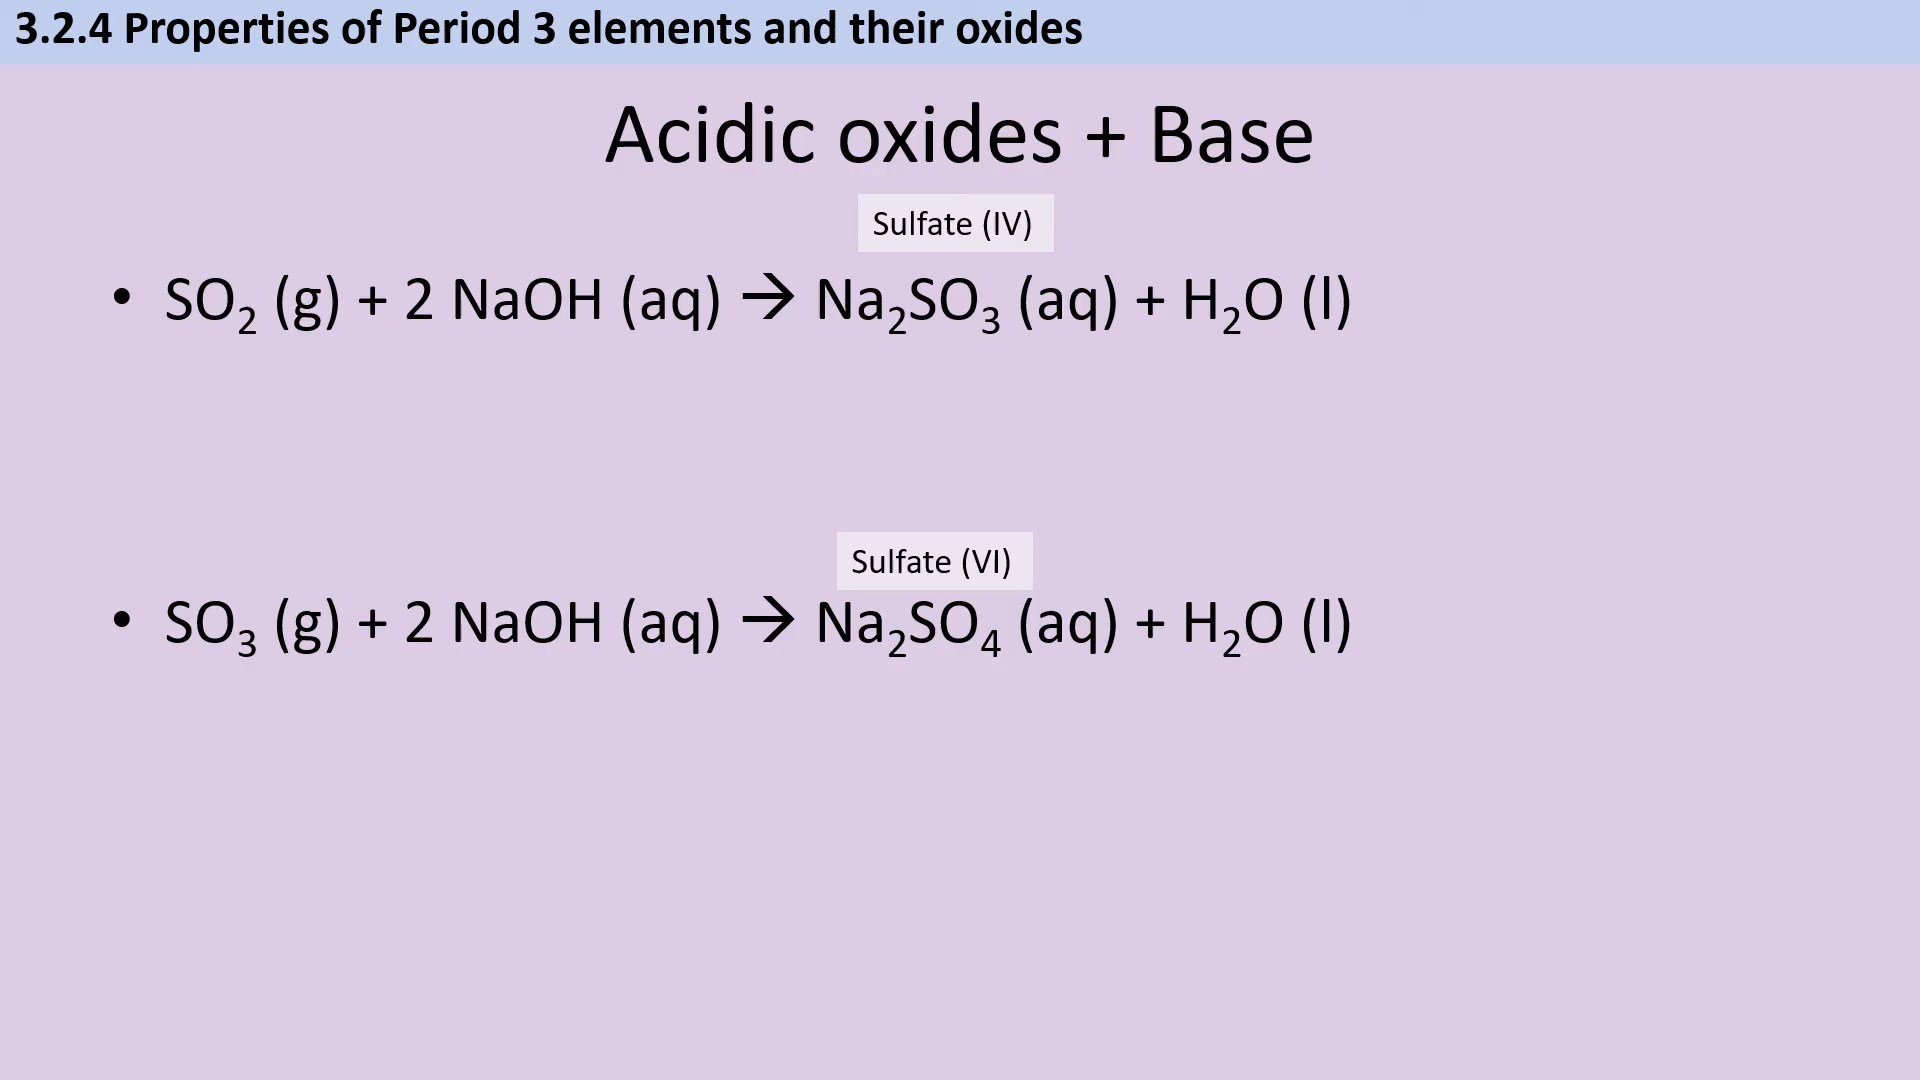 3.2.4 Properties of Period 3 elements and their oxides
Acidic oxides + Base
Sulfate (IV)
• SO₂ (g) + 2 NaOH (aq) → Na₂SO₃ (aq) + H₂O (l)
Sulfate (VI)
• SO₃ (g) + 2 NaOH (aq) → Na₂SO₄ (aq) + H₂O (l)